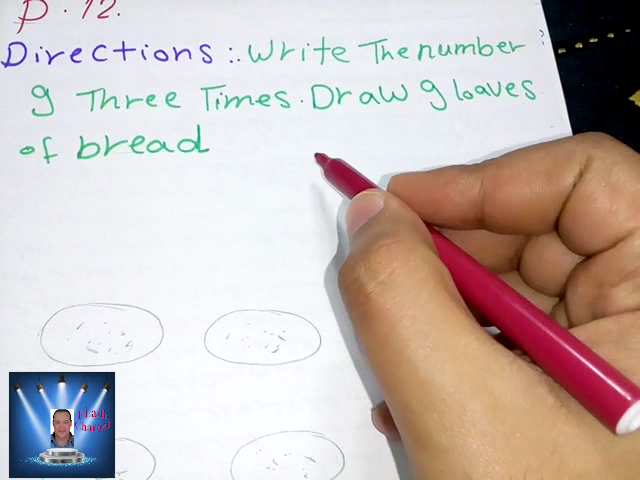 P. 12.
Directions : Write The number
9 Three Times. Draw 9 loaves
of bread